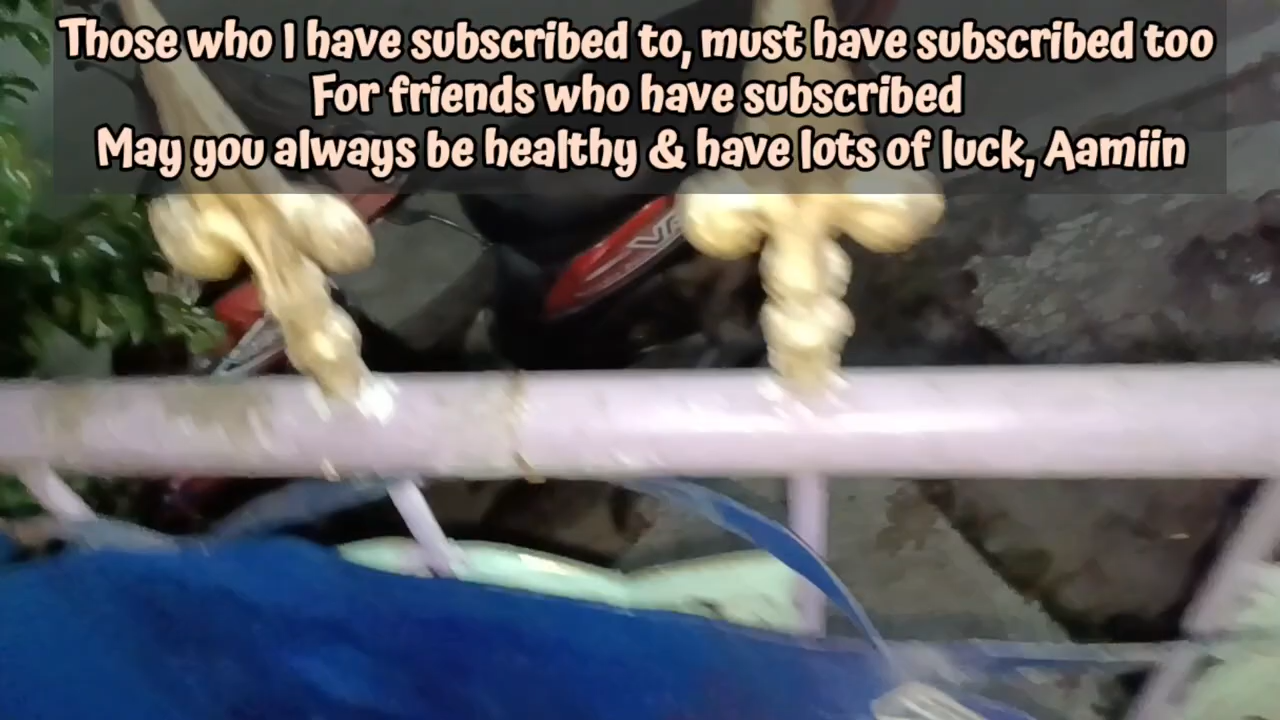 Those who I have subscribed to, must have subscribed too
For friends who have subscribed
May you always be healthy & have lots of luck, Aamiin